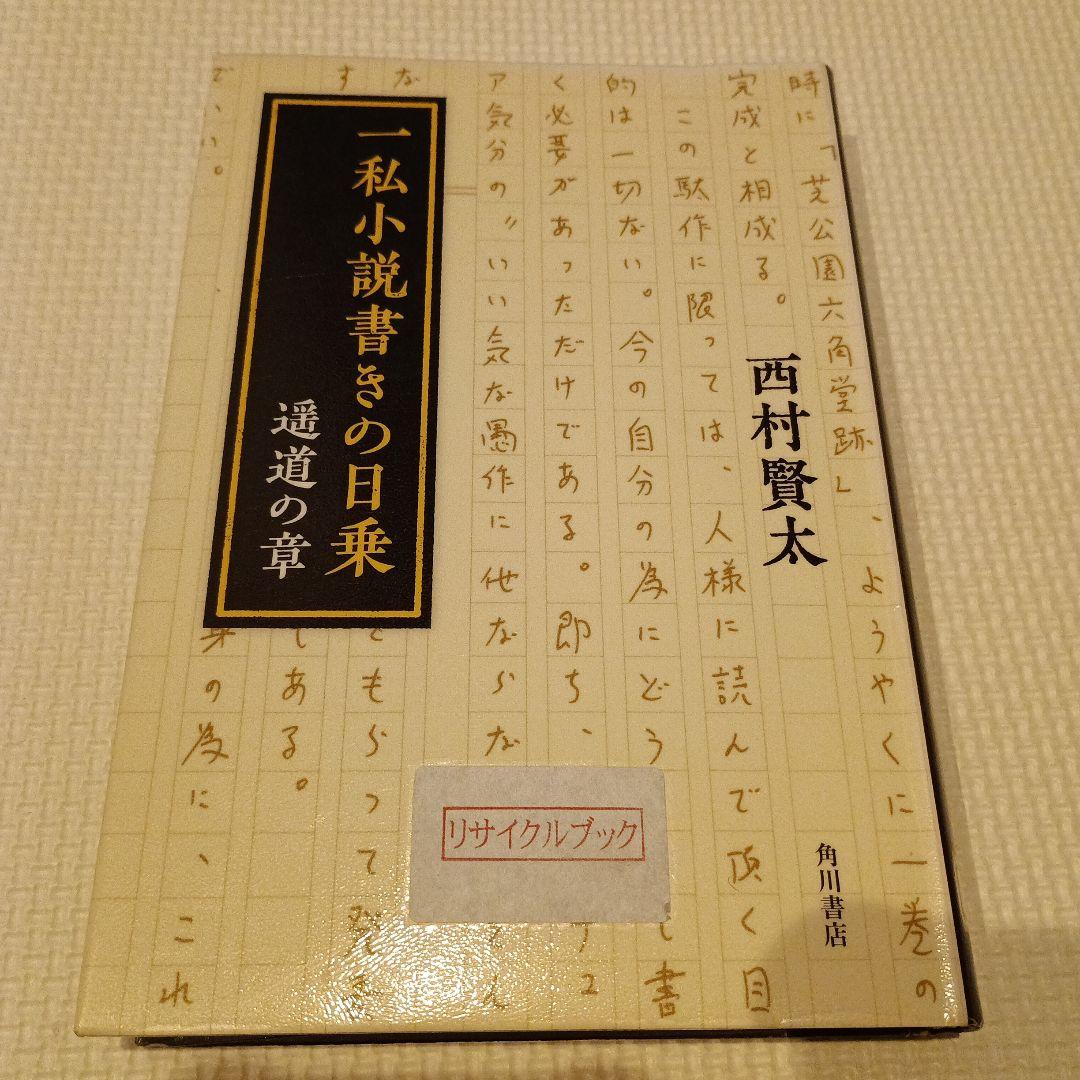 一私小説書きの日乗
遥道の章
西村賢太
角川書店
リサイクルブック
時に「芝公園六角堂跡」、ようやくに一巻の
完成と相成る。
この駄作に限っては、人様に読んで頂く目
的は一切ない。今の自分の為にどう
く必要があっただけである。即ち、
ア気分の〃いい気な愚作に他ならな
すな
ともらって
である。
でいい。
の為に、これ
書